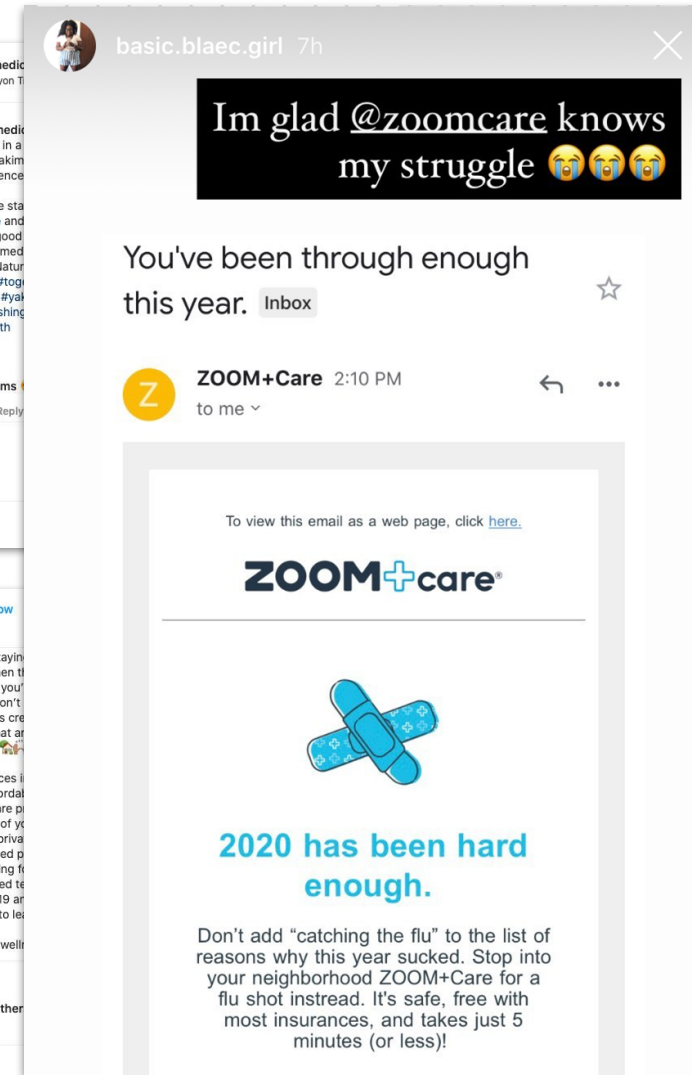 basic.blaec.girl 7h
Im glad @zoomcare knows
my struggle 😭😭😭
You've been through enough
this year. Inbox
Z
ZOOM+Care 2:10 PM
to me
To view this email as a web page, click here.
ZOOM+care®
2020 has been hard
enough.
Don't add “catching the flu” to the list of
reasons why this year sucked. Stop into
your neighborhood ZOOM+Care for a
flu shot instread. It's safe, free with
most insurances, and takes just 5
minutes (or less)!